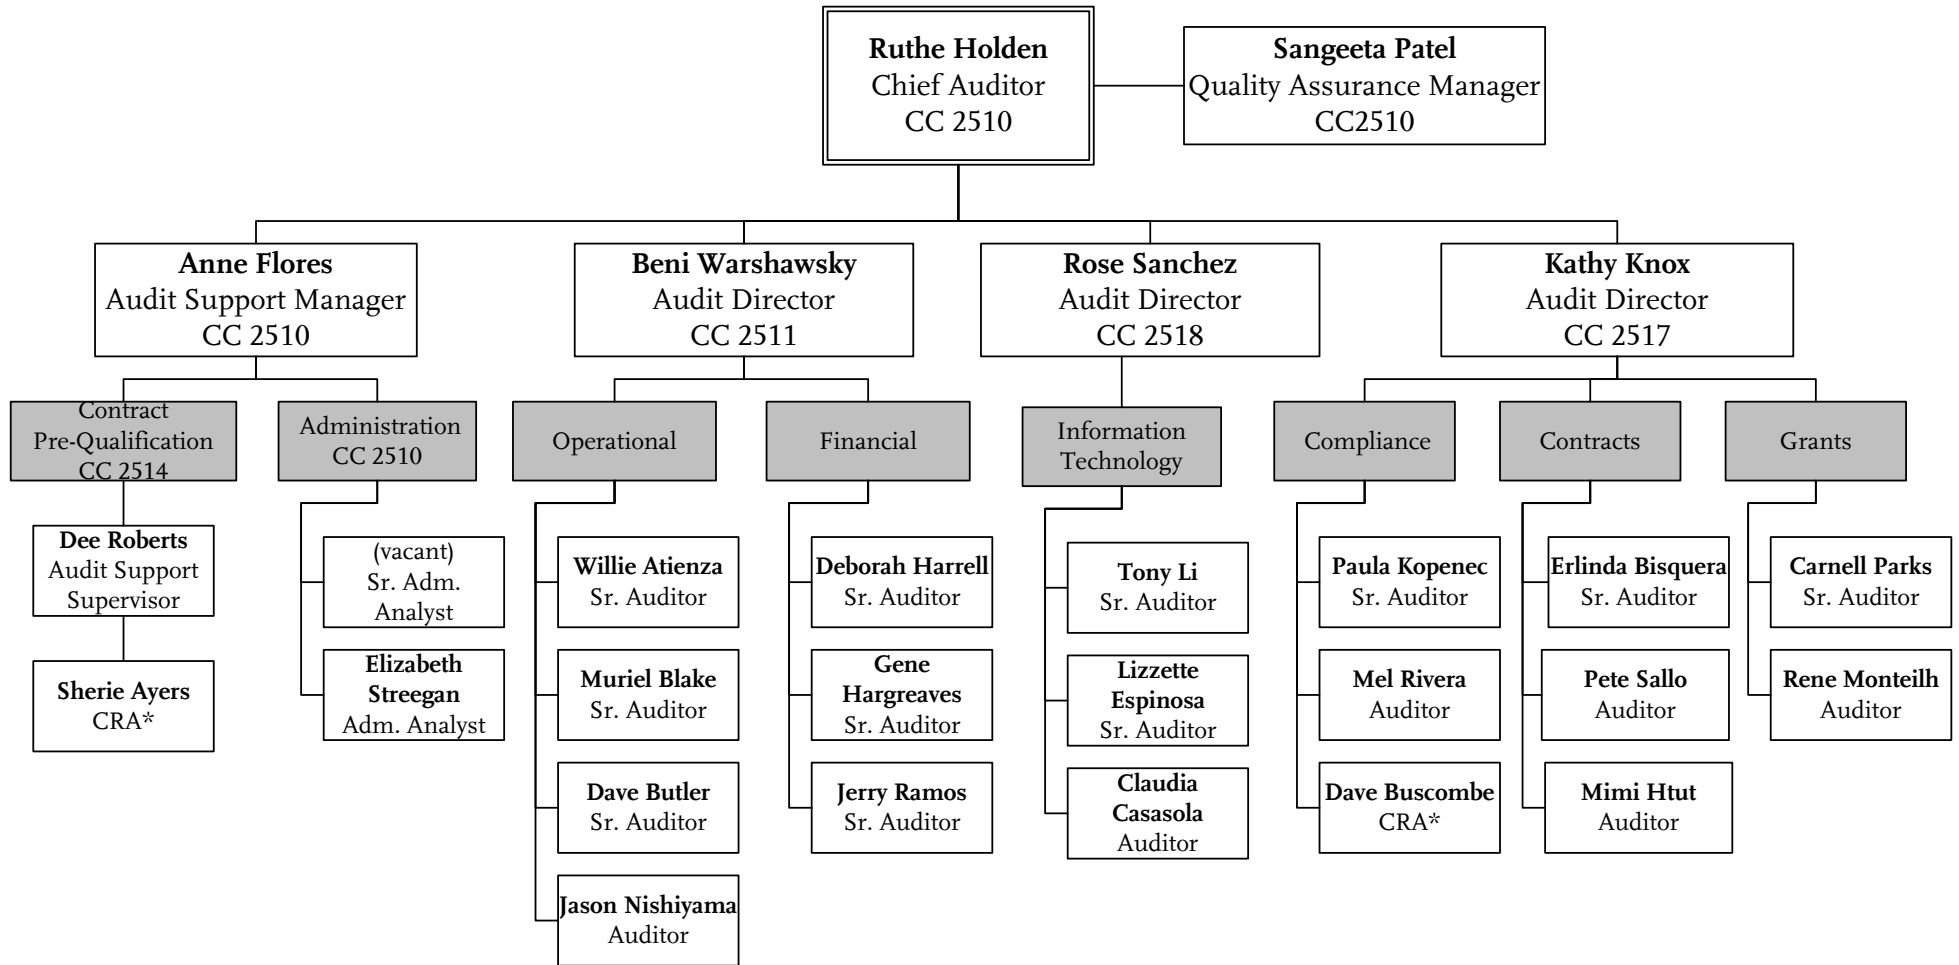 Ruthe Holden
Chief Auditor
CC 2510
Sangeeta Patel
Quality Assurance Manager
CC2510
Anne Flores
Audit Support Manager
CC 2510
Beni Warshawsky
Audit Director
CC 2511
Rose Sanchez
Audit Director
CC 2518
Kathy Knox
Audit Director
CC 2517
Contract
Pre-Qualification
CC 2514
Administration
CC 2510
Operational
Financial
Information
Technology
Compliance
Contracts
Grants
Dee Roberts
Audit Support
Supervisor
Sherie Ayers
CRA*
(vacant)
Sr. Adm.
Analyst
Elizabeth
Streegan
Adm. Analyst
Willie Atienza
Sr. Auditor
Muriel Blake
Sr. Auditor
Dave Butler
Sr. Auditor
Jason Nishiyama
Auditor
Deborah Harrell
Sr. Auditor
Gene
Hargreaves
Sr. Auditor
Jerry Ramos
Sr. Auditor
Tony Li
Sr. Auditor
Lizzette
Espinosa
Sr. Auditor
Claudia
Casasola
Auditor
Paula Kopenec
Sr. Auditor
Mel Rivera
Auditor
Dave Buscombe
CRA*
Erlinda Bisquera
Sr. Auditor
Pete Sallo
Auditor
Mimi Htut
Auditor
Carnell Parks
Sr. Auditor
Rene Monteilh
Auditor